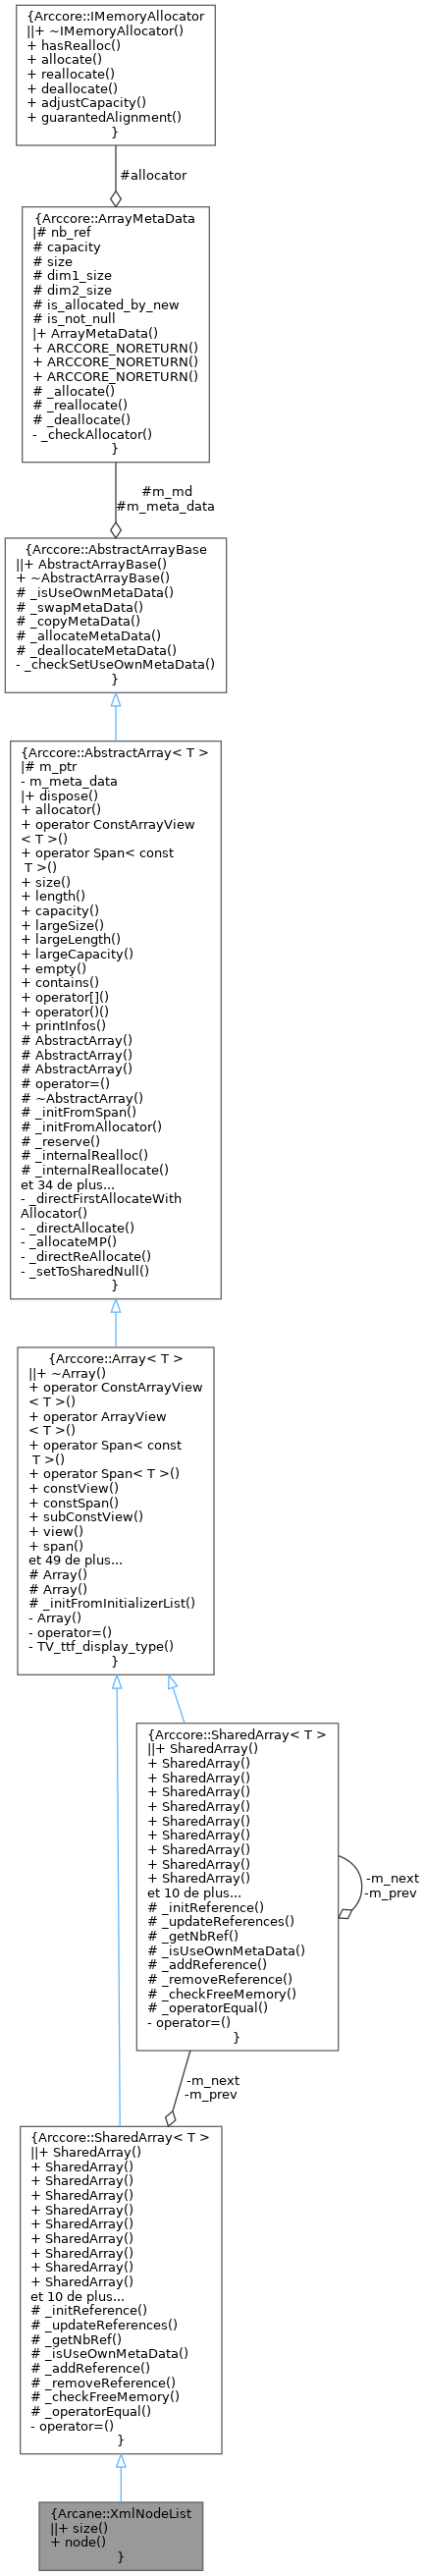 {Arccore::IMemoryAllocator
||+ ~IMemoryAllocator()
+ hasRealloc()
+ allocate()
+ reallocate()
+ deallocate()
+ adjustCapacity()
+ guarantedAlignment()
}
#allocator
{Arccore::ArrayMetaData
|# nb_ref
# capacity
# size
# dim1_size
# dim2_size
# is_allocated_by_new
# is_not_null
|+ ArrayMetaData()
+ ARCCORE_NORETURN()
+ ARCCORE_NORETURN()
+ ARCCORE_NORETURN()
# _allocate()
# _reallocate()
# _deallocate()
- _checkAllocator()
}
#m_md
#m_meta_data
{Arccore::AbstractArrayBase
||+ AbstractArrayBase()
+ ~AbstractArrayBase()
# _isUseOwnMetaData()
# _swapMetaData()
# _copyMetaData()
# _allocateMetaData()
# _deallocateMetaData()
- _checkSetUseOwnMetaData()
}
{Arccore::AbstractArray< T >
|# m_ptr
- m_meta_data
|+ dispose()
+ allocator()
+ operator ConstArrayView
< T >()
+ operator Span< const
T >()
+ size()
+ length()
+ capacity()
+ largeSize()
+ largeLength()
+ largeCapacity()
+ empty()
+ contains()
+ operator[]()
+ operator()()
+ printInfos()
# AbstractArray()
# AbstractArray()
# AbstractArray()
# operator=()
# ~AbstractArray()
# _initFromSpan()
# _initFromAllocator()
# _reserve()
# _internalRealloc()
# _internalReallocate()
et 34 de plus...
- _directFirstAllocateWith
Allocator()
- _directAllocate()
- _allocateMP()
- _directReAllocate()
- _setToSharedNull()
}
{Arccore::Array< T >
||+ ~Array()
+ operator ConstArrayView
< T >()
+ operator ArrayView
< T >()
+ operator Span< const
T >()
+ operator Span< T >()
+ constView()
+ constSpan()
+ subConstView()
+ view()
+ span()
et 49 de plus...
# Array()
# Array()
# _initFromInitializerList()
- Array()
- operator=()
- TV_ttf_display_type()
}
{Arccore::SharedArray< T >
||+ SharedArray()
+ SharedArray()
+ SharedArray()
+ SharedArray()
+ SharedArray()
+ SharedArray()
+ SharedArray()
+ SharedArray()
+ SharedArray()
+ SharedArray()
et 10 de plus...
# _initReference()
# _updateReferences()
# _getNbRef()
# _isUseOwnMetaData()
# _addReference()
# _removeReference()
# _checkFreeMemory()
# _operatorEqual()
- operator=()
}
-m_next
-m_prev
-m_next
-m_prev
{Arccore::SharedArray< T >
||+ SharedArray()
+ SharedArray()
+ SharedArray()
+ SharedArray()
+ SharedArray()
+ SharedArray()
+ SharedArray()
+ SharedArray()
+ SharedArray()
+ SharedArray()
et 10 de plus...
# _initReference()
# _updateReferences()
# _getNbRef()
# _isUseOwnMetaData()
# _addReference()
# _removeReference()
# _checkFreeMemory()
# _operatorEqual()
- operator=()
}
{Arcane::XmlNodeList
||+ size()
+ node()
}